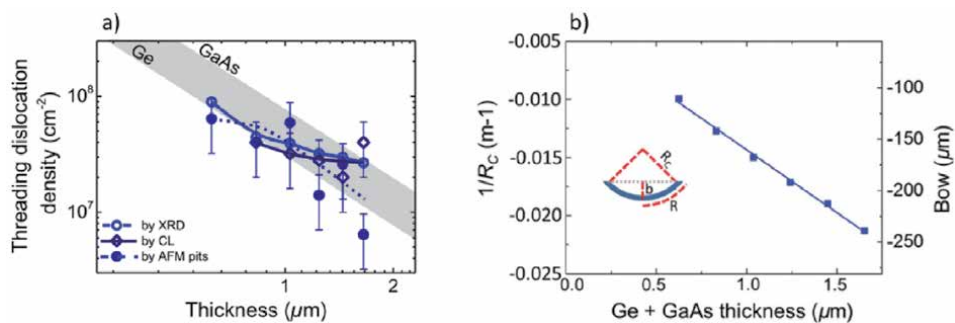 a)
Threading dislocation
density (cm⁻²)
10⁸
10⁷
Ge
GaAs
by XRD
by CL
by AFM pits
1
2
Thickness (µm)
b)
1/R_C (m-1)
-0.005
-0.010
-0.015
-0.020
-0.025
R_C
b
R
-100
-150
-200
-250
Bow (µm)
0.0
0.5
1.0
1.5
Ge + GaAs thickness (µm)